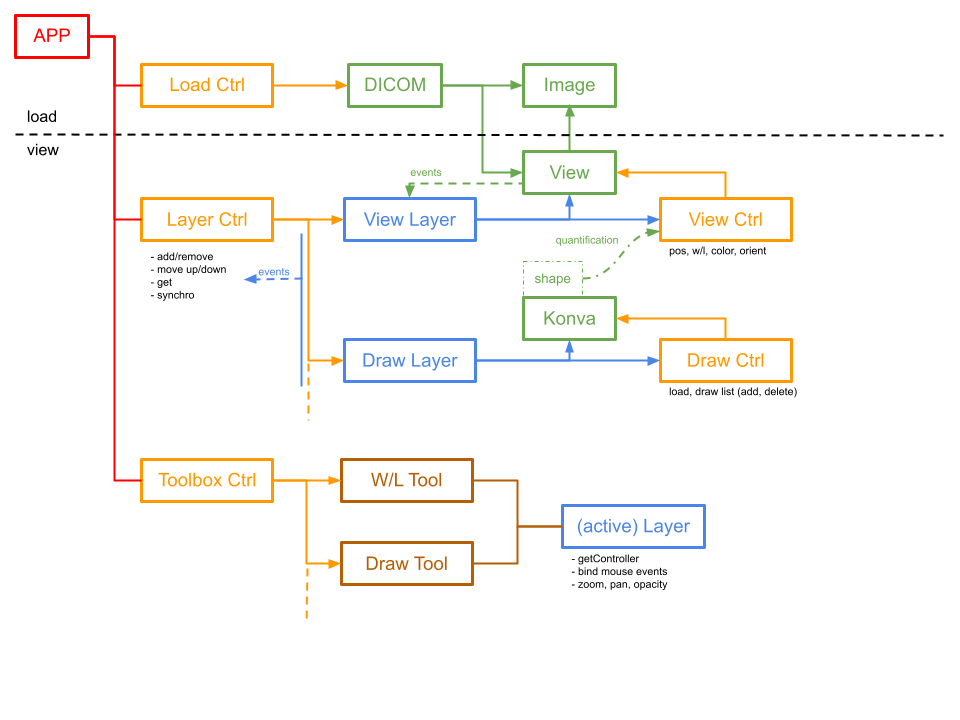 APP
Load Ctrl
DICOM
Image
load
view
View
events
Layer Ctrl
View Layer
View Ctrl
quantification
pos, w/l, color, orient
- add/remove
- move up/down
- get
- synchro
events
shape
Konva
Draw Layer
Draw Ctrl
load, draw list (add, delete)
Toolbox Ctrl
W/L Tool
(active) Layer
Draw Tool
- getController
- bind mouse events
- zoom, pan, opacity